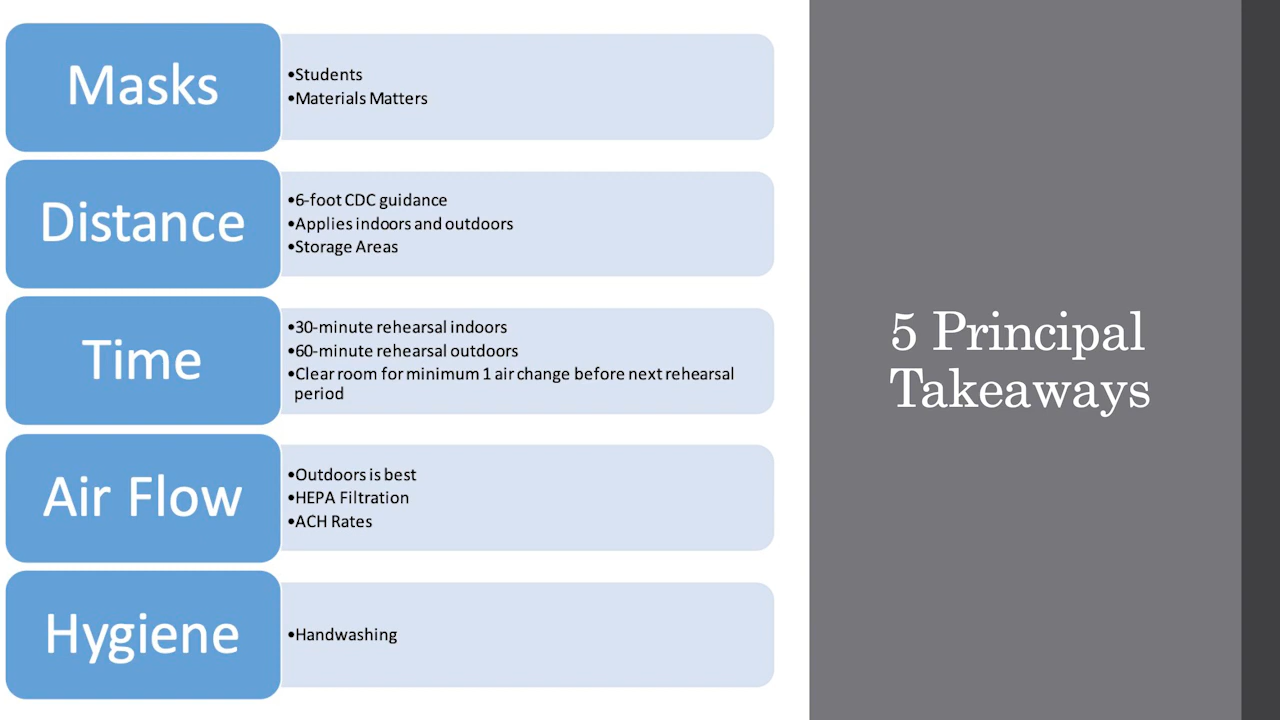 Masks
•Students
•Materials Matters
Distance
•6-foot CDC guidance
•Applies indoors and outdoors
•Storage Areas
Time
•30-minute rehearsal indoors
•60-minute rehearsal outdoors
•Clear room for minimum 1 air change before next rehearsal
period
Air Flow
•Outdoors is best
•HEPA Filtration
•ACH Rates
Hygiene
•Handwashing
5 Principal
Takeaways